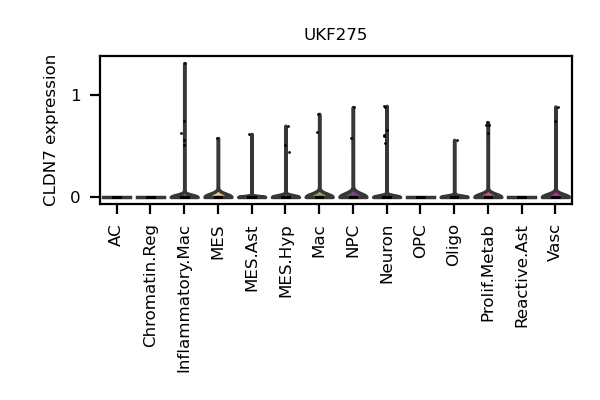 UKF275
CLDN7 expression
1
0
AC
Chromatin.Reg
Inflammatory.Mac
MES
MES.Ast
MES.Hyp
Mac
NPC
Neuron
OPC
Oligo
Prolif.Metab
Reactive.Ast
Vasc